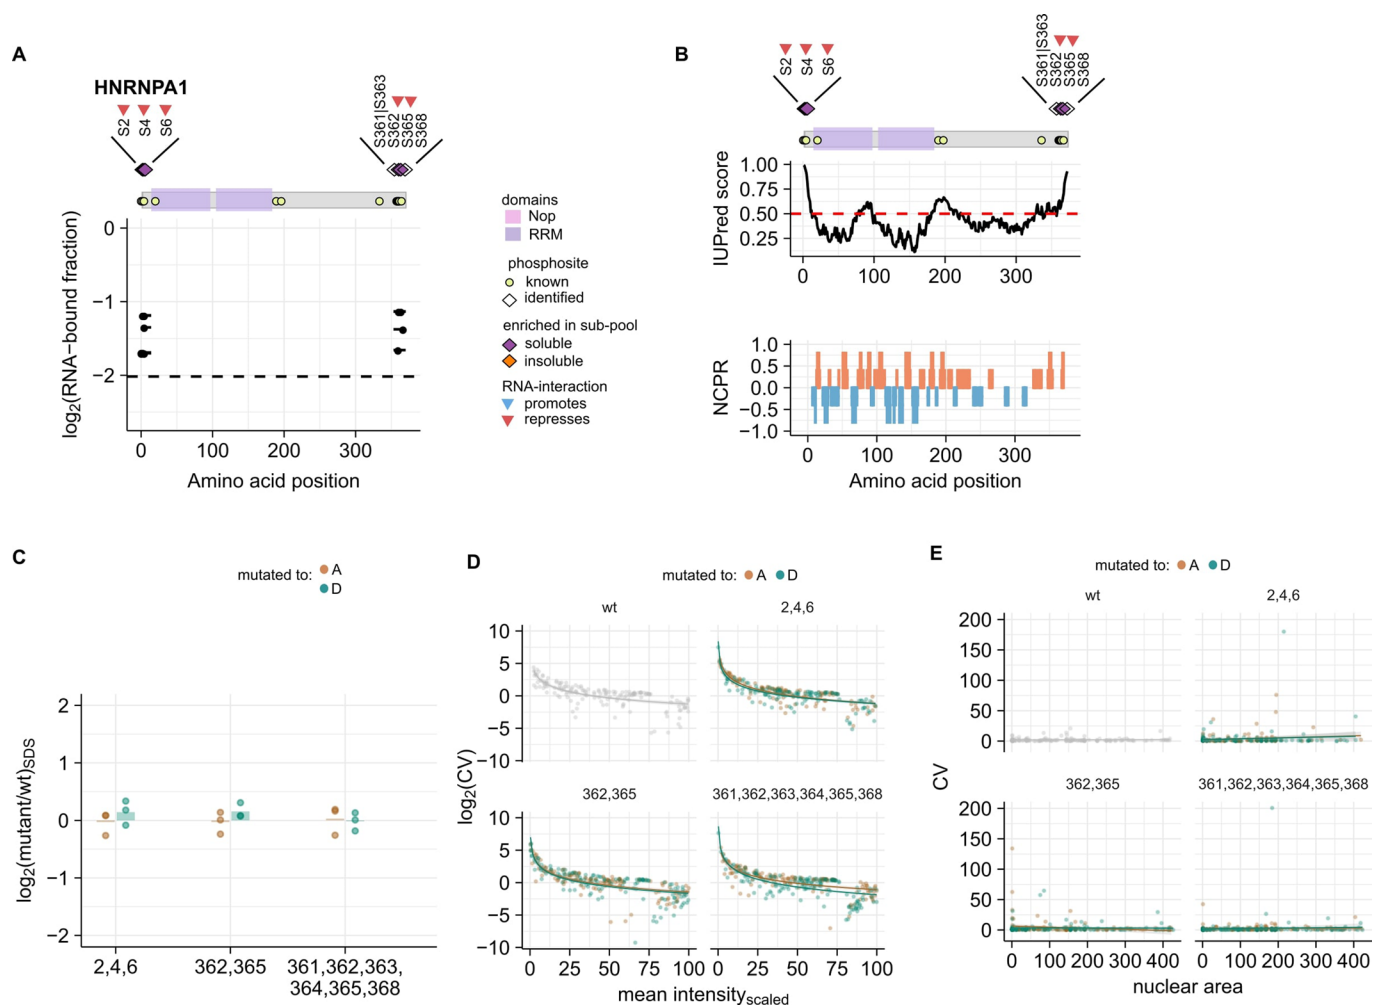 A
HNRNPA1
S2
S4
S6
S361|S363
S362
S365
S368
log2(RNA−bound fraction)
0
−1
−2
0
100
200
300
Amino acid position
domains
Nop
RRM
phosphosite
known
identified
enriched in sub-pool
soluble
insoluble
RNA-interaction
promotes
represses
B
S2
S4
S6
S361|S363
S362
S365
S368
IUPred score
1.00
0.75
0.50
0.25
0
100
200
300
NCPR
1.0
0.5
0.0
−0.5
−1.0
0
100
200
300
Amino acid position
C
mutated to:
A
D
log2(mutant/wt)SDS
2
1
0
−1
−2
2,4,6
362,365
361,362,363,
364,365,368
D
mutated to: A D
wt
2,4,6
10
5
0
−5
−10
log2(CV)
362,365
361,362,363,364,365,368
10
5
0
−5
−10
0 25 50 75 100
0 25 50 75 100
mean intensityscaled
E
mutated to: A D
wt
2,4,6
200
150
100
50
0
CV
362,365
361,362,363,364,365,368
200
150
100
50
0
0 100 200 300 400
0 100 200 300 400
nuclear area